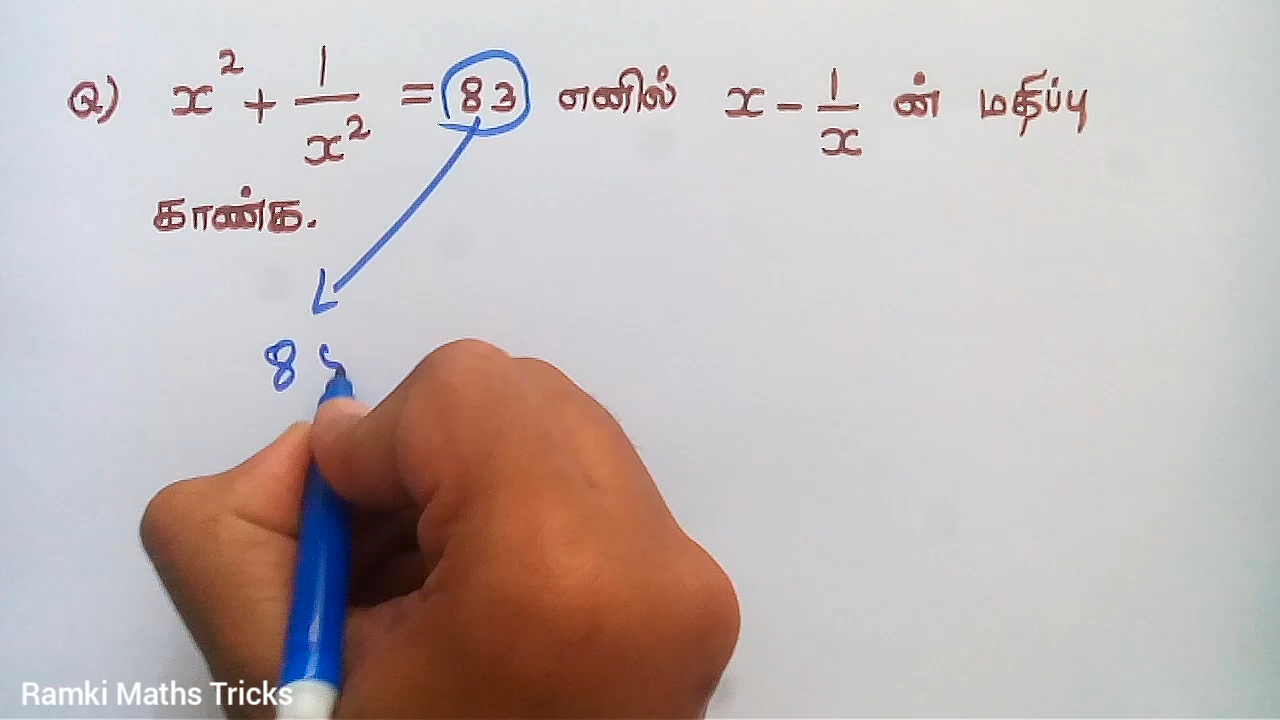 Q) x² + 1/x² = 83 எனில் x - 1/x ன் மதிப்பு
காண்க.
8
Ramki Maths Tricks